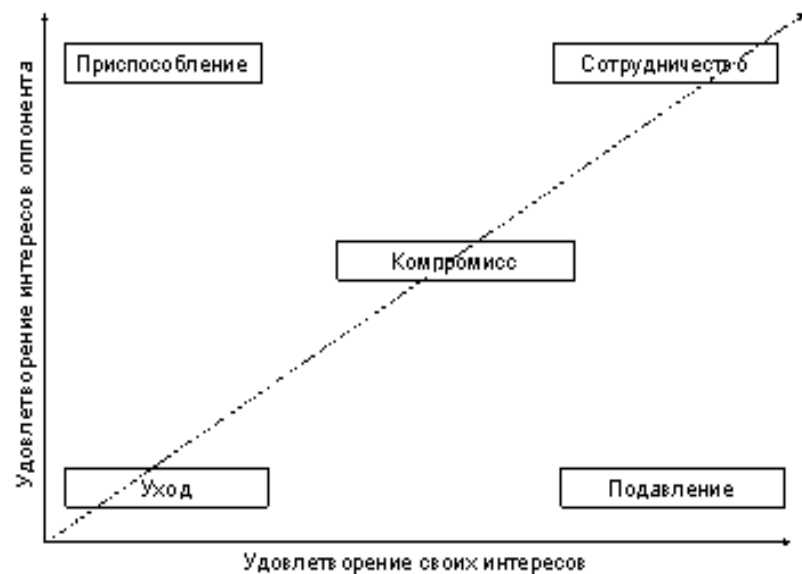 Приспособление
Сотрудничество
Удовлетворение интересов оппонента
Компромисс
Уход
Подавление
Удовлетворение своих интересов